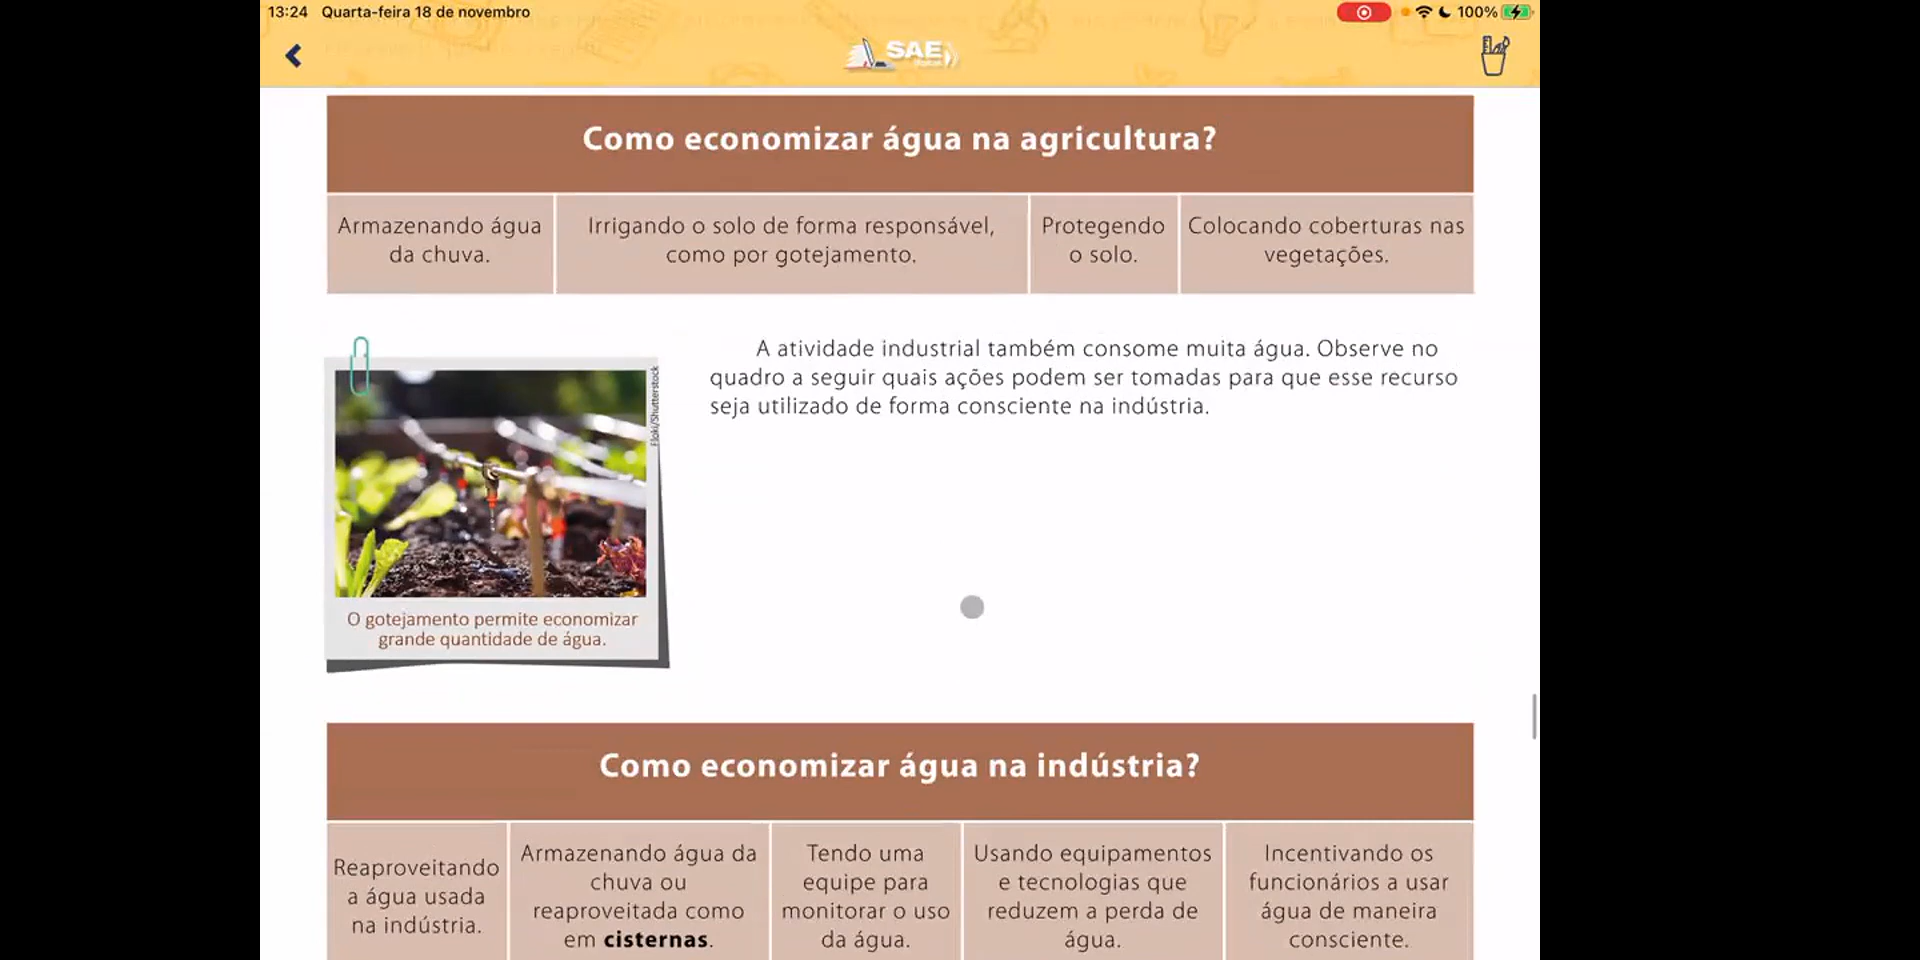 13:24 Quarta-feira 18 de novembro
100%
SAE
Como economizar água na agricultura?
Armazenando água
da chuva.
Irrigando o solo de forma responsável,
como por gotejamento.
Protegendo
o solo.
Colocando coberturas nas
vegetações.
Floki/Shutterstock
O gotejamento permite economizar
grande quantidade de água.
A atividade industrial também consome muita água. Observe no
quadro a seguir quais ações podem ser tomadas para que esse recurso
seja utilizado de forma consciente na indústria.
Como economizar água na indústria?
Reaproveitando
a água usada
na indústria.
Armazenando água da
chuva ou
reaproveitada como
em cisternas.
Tendo uma
equipe para
monitorar o uso
da água.
Usando equipamentos
e tecnologias que
reduzem a perda de
água.
Incentivando os
funcionários a usar
água de maneira
consciente.